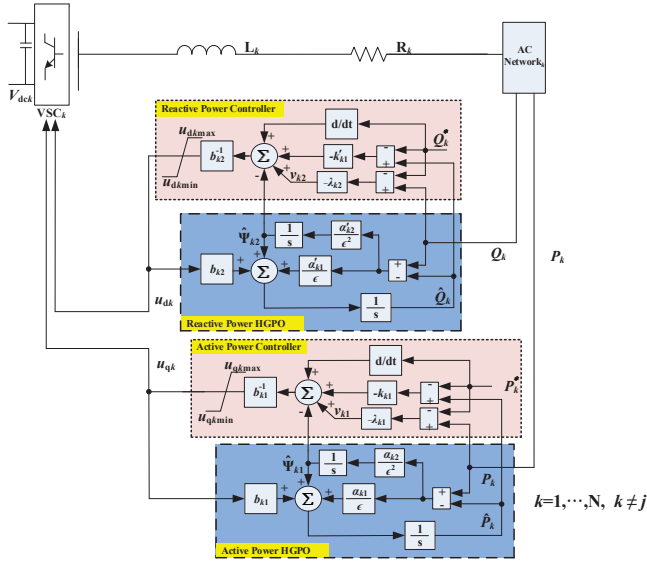 L_k
R_k
AC
Network_k
V_dck
VSC_k
Reactive Power Controller
d/dt
u_dkmax
u_dkmin
b_k2^-1
+
Σ
+
-k'_k1
-
+
Q_k^*
+
v_k2
-λ_k2
-
+
-
Ψ̂_k2
1/s
α'_k2/ϵ²
Q_k
P_k
b_k2
+
+
Σ
+
α'_k1/ϵ
+
-
u_dk
1/s
Q̂_k
Reactive Power HGPO
Active Power Controller
d/dt
u_qk
u_qkmax
u_qkmin
b_k1^-1
+
Σ
+
-k_k1
-
+
P_k^*
+
v_k1
-λ_k1
-
+
-
Ψ̂_k1
1/s
α_k2/ϵ²
P_k
b_k1
+
+
Σ
+
α_k1/ϵ
+
-
k=1,⋯,N, k≠j
1/s
P̂_k
Active Power HGPO